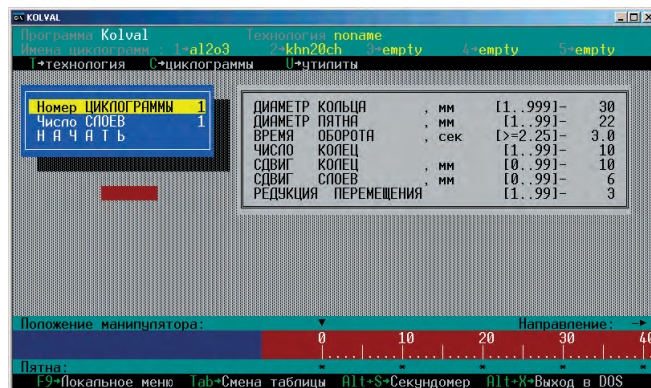 KOLVAL
Программа Kolval Технология noname
Имена циклограмм : 1→al2o3 2→khn20ch 3→empty 4→empty 5→empty
Т→технология С→циклограммы U→утилиты
Номер ЦИКЛОГРАММЫ 1
Число СЛОЕВ 1
Н А Ч А Т Ь
ДИАМЕТР КОЛЬЦА , мм [1..999]- 30
ДИАМЕТР ПЯТНА , мм [1..99]- 22
ВРЕМЯ ОБОРОТА , сек [>=2.25]- 3.0
ЧИСЛО КОЛЕЦ [1..99]- 10
СДВИГ КОЛЕЦ , мм [0..99]- 10
СДВИГ СЛОЕВ , мм [0..99]- 6
РЕДУКЦИЯ ПЕРЕМЕЩЕНИЯ [1..99]- 3
Положение манипулятора: ▼ Направление: –►
0 10 20 30 40
Пятна: * * * * *
F9→Локальное меню Tab→Смена таблицы Alt+S→Секундомер Alt+X→Выход в DOS